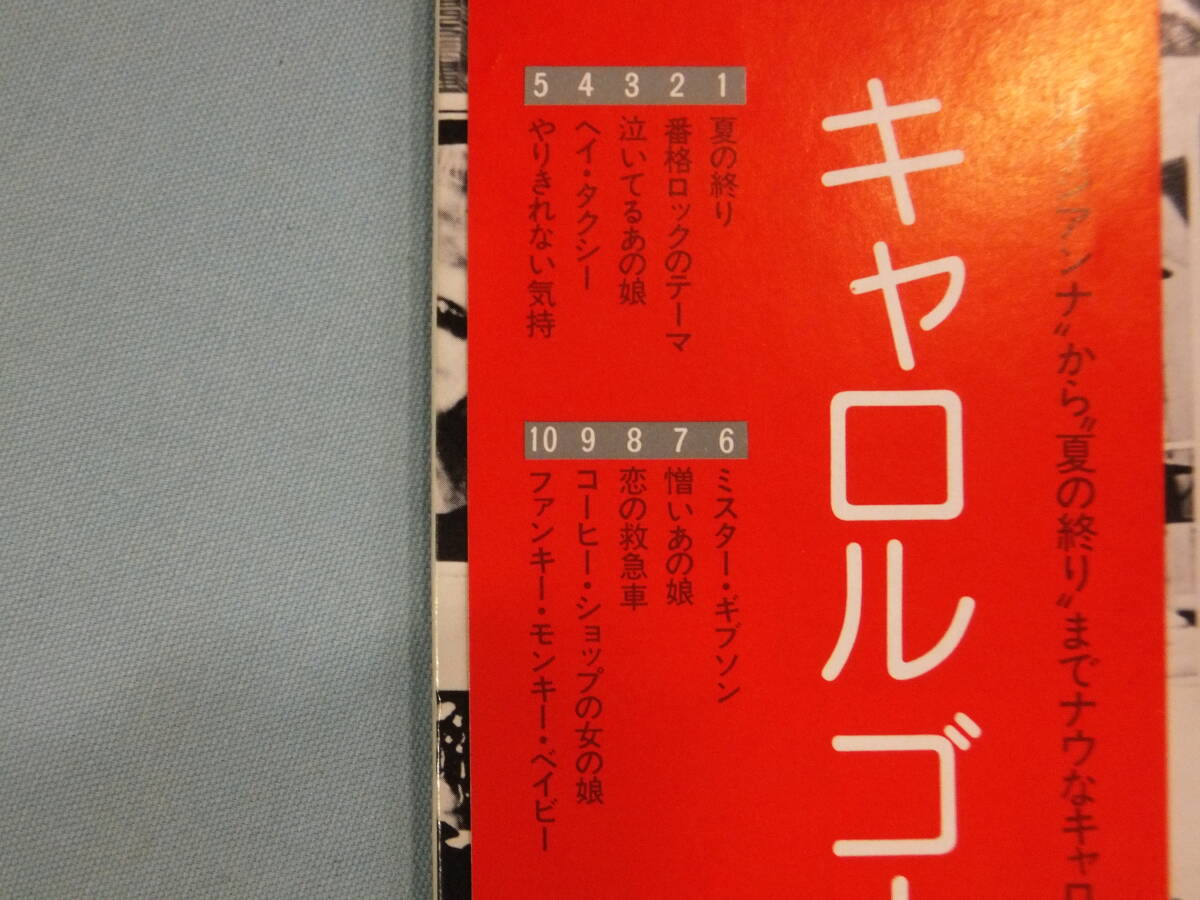 アンナ〟から〝夏の終り〟までナウなキャロ
キャロル ゴー
1 夏の終り
2 番格ロックのテーマ
3 泣いてるあの娘
4 ヘイ・タクシー
5 やりきれない気持
6 ミスター・ギブソン
7 憎いあの娘
8 恋の救急車
9 コーヒー・ショップの女の娘
10 ファンキー・モンキー・ベイビー